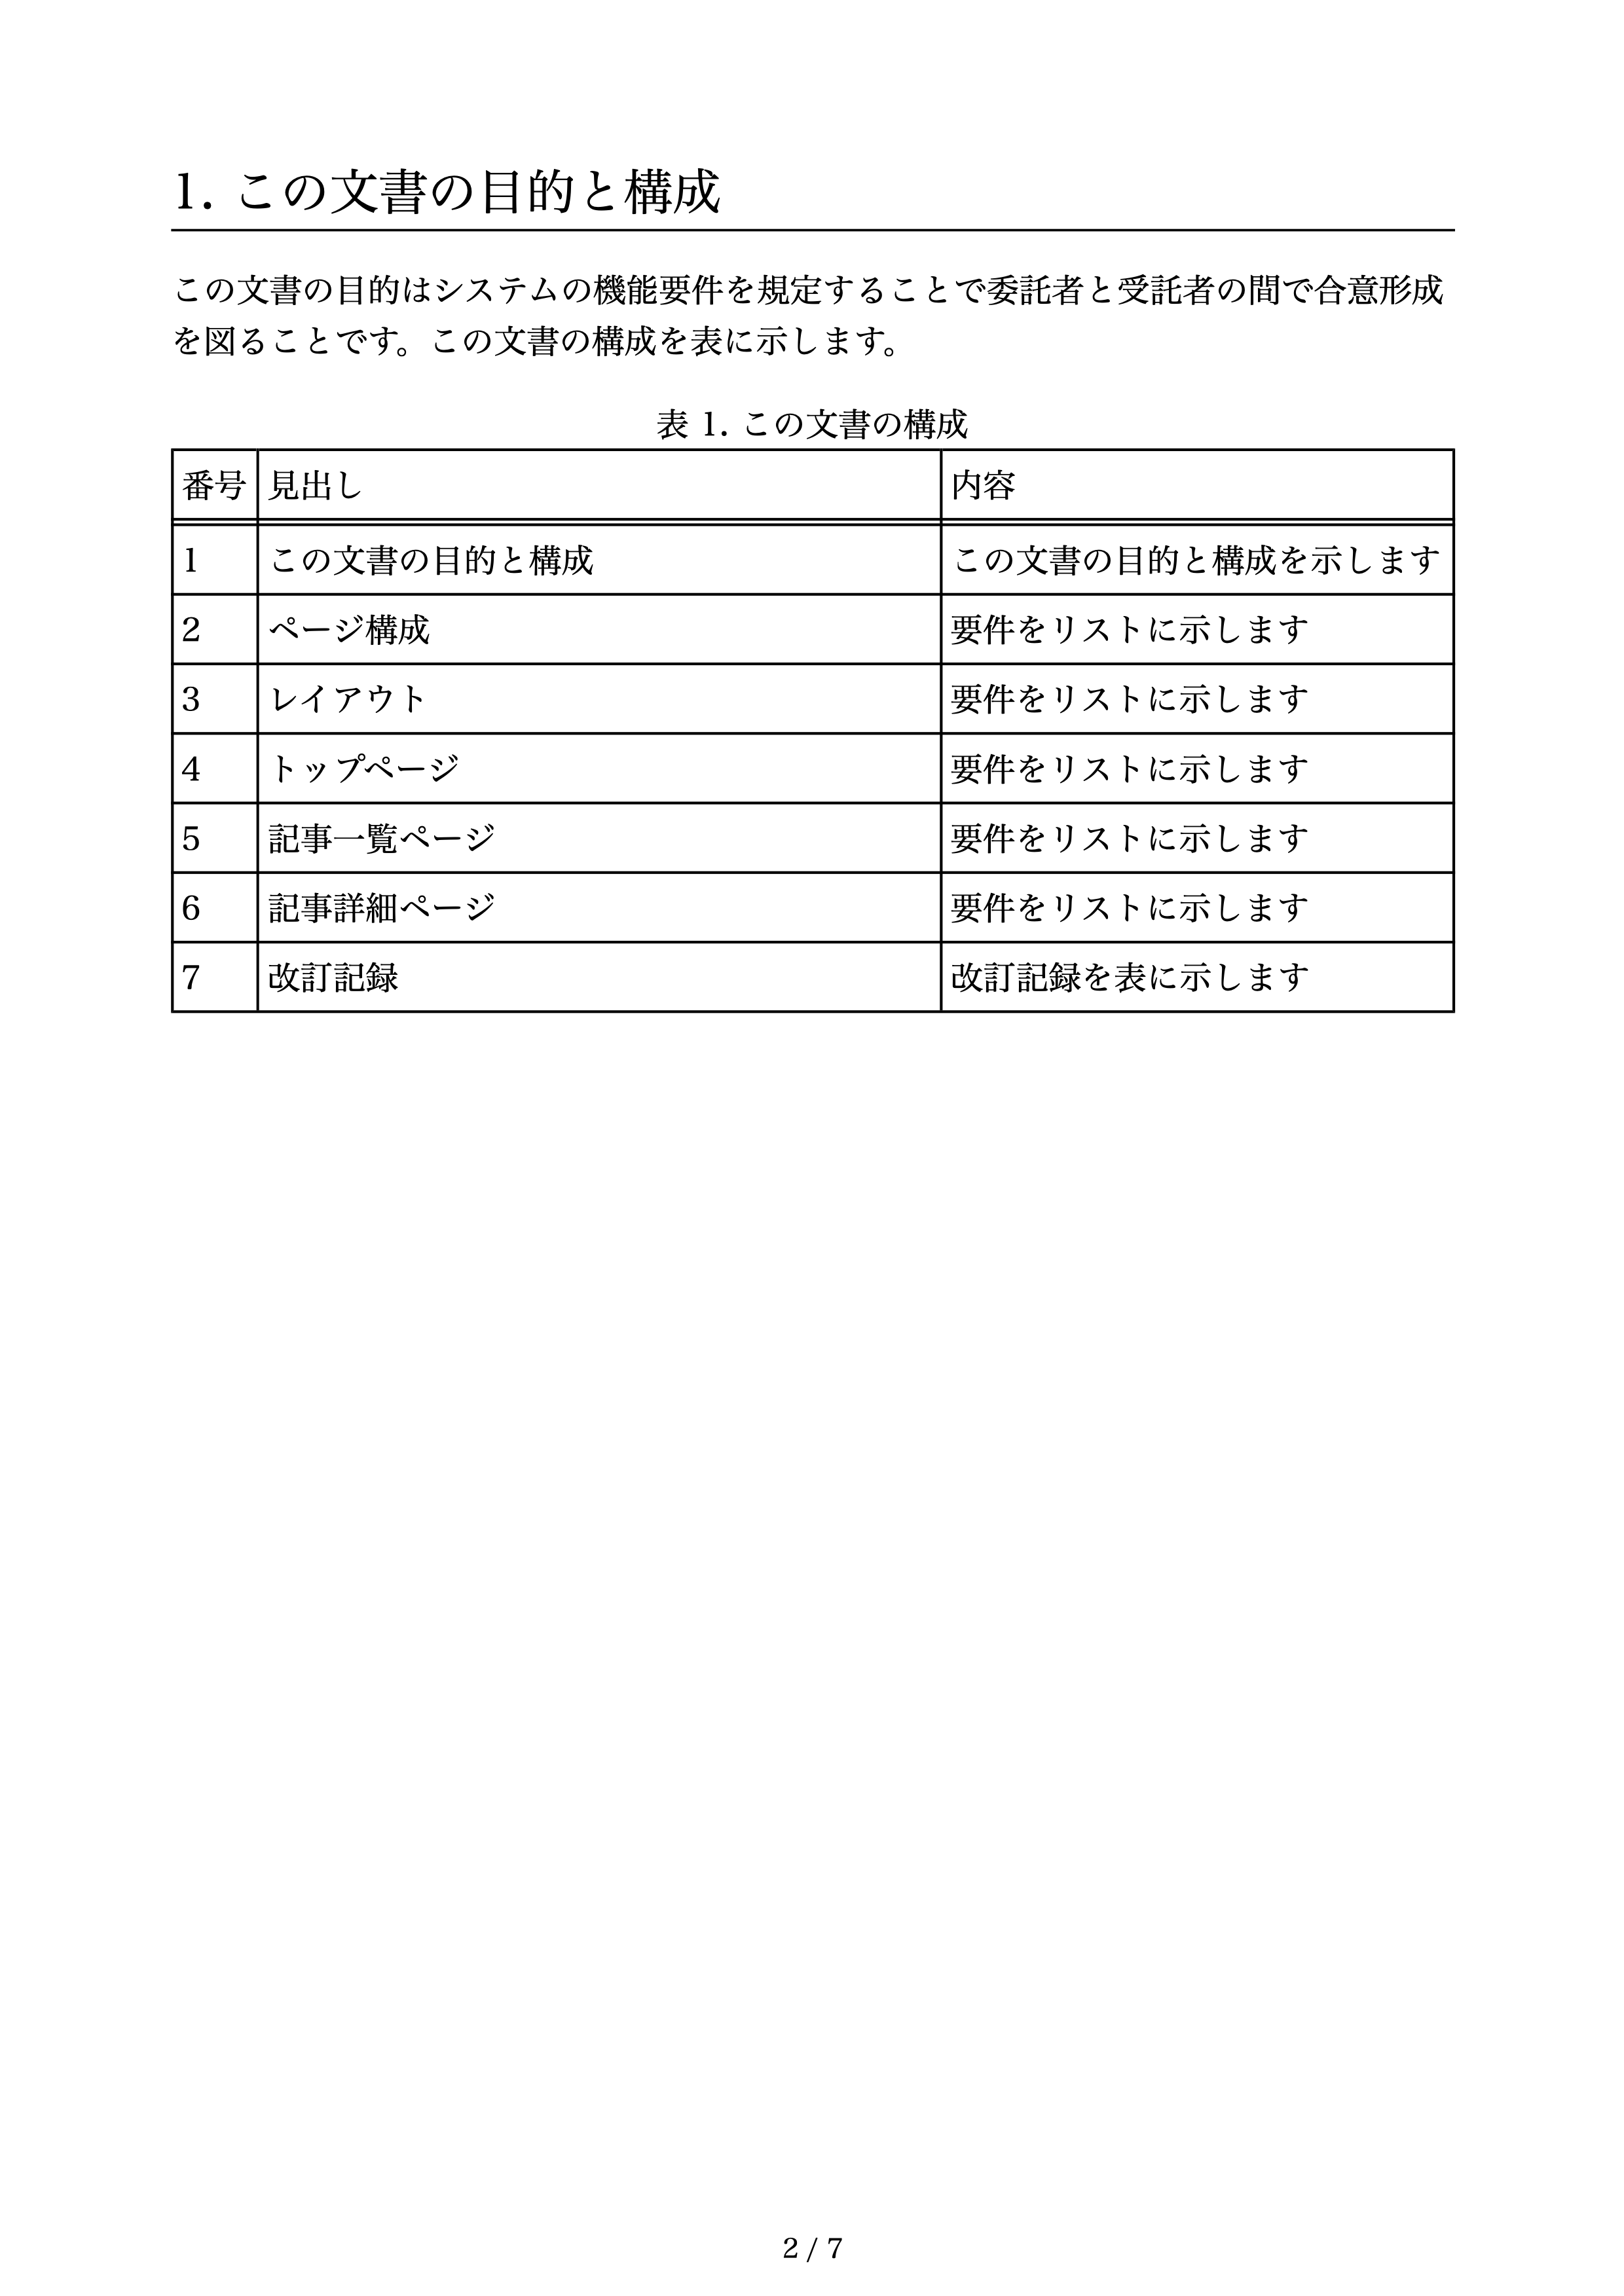 1. この文書の目的と構成
この文書の目的はシステムの機能要件を規定することで委託者と受託者の間で合意形成
を図ることです。この文書の構成を表に示します。
表 1. この文書の構成
番号 見出し 内容
1 この文書の目的と構成 この文書の目的と構成を示します
2 ページ構成 要件をリストに示します
3 レイアウト 要件をリストに示します
4 トップページ 要件をリストに示します
5 記事一覧ページ 要件をリストに示します
6 記事詳細ページ 要件をリストに示します
7 改訂記録 改訂記録を表に示します
2 / 7